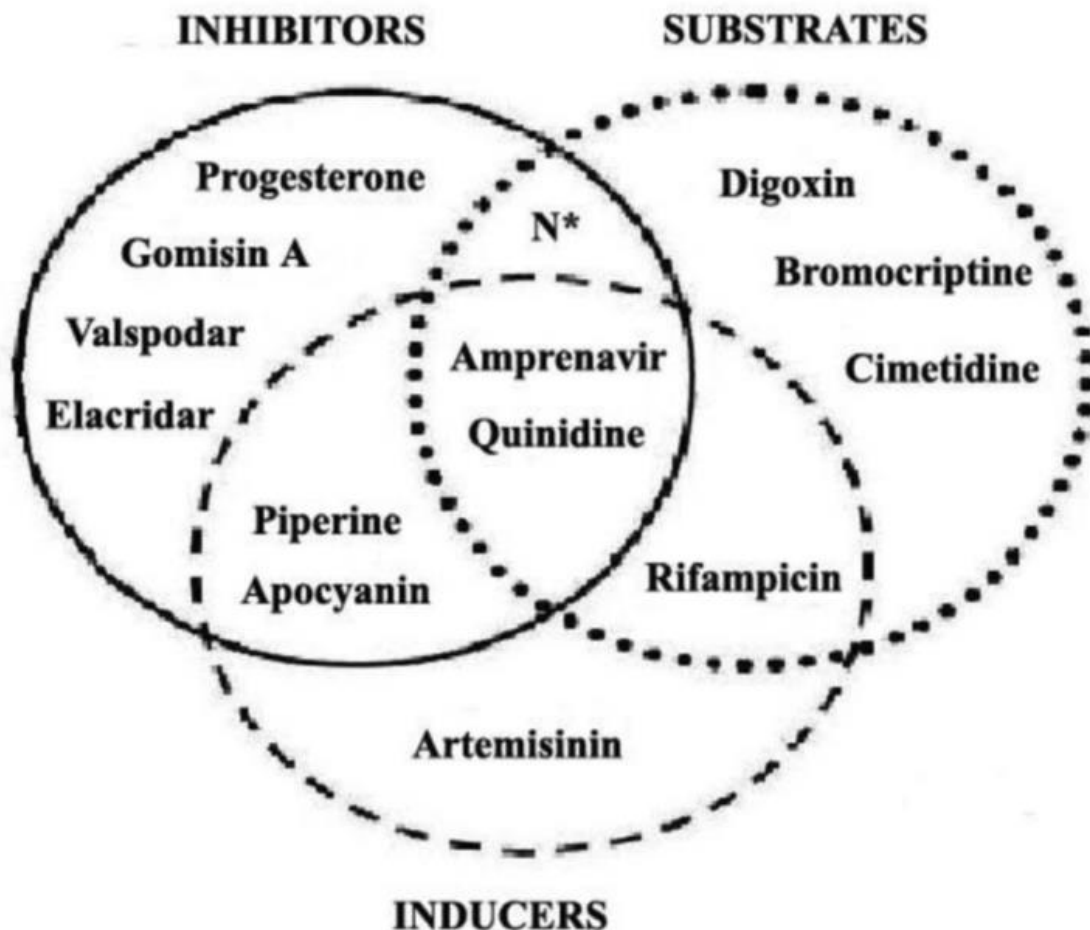 INHIBITORS
SUBSTRATES
Progesterone
Digoxin
N*
Gomisin A
Bromocriptine
Valspodar
Amprenavir
Cimetidine
Elacridar
Quinidine
Piperine
Rifampicin
Apocyanin
Artemisinin
INDUCERS